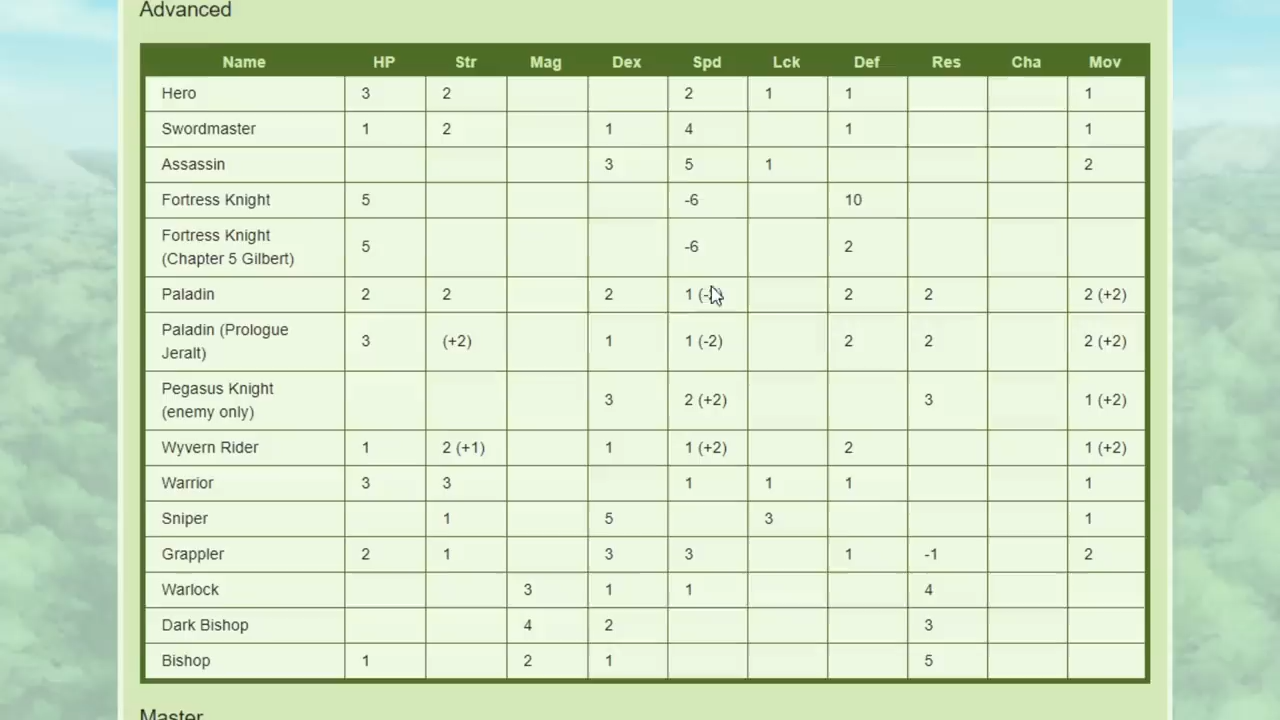 Advanced
Name HP Str Mag Dex Spd Lck Def Res Cha Mov
Hero 3 2 2 1 1 1
Swordmaster 1 2 1 4 1 1
Assassin 3 5 1 2
Fortress Knight 5 -6 10
Fortress Knight
(Chapter 5 Gilbert) 5 -6 2
Paladin 2 2 2 1 2 2 2 (+2)
Paladin (Prologue
Jeralt) 3 (+2) 1 1 (-2) 2 2 2 (+2)
Pegasus Knight
(enemy only) 3 2 (+2) 3 1 (+2)
Wyvern Rider 1 2 (+1) 1 1 (+2) 2 1 (+2)
Warrior 3 3 1 1 1 1
Sniper 1 5 3 1
Grappler 2 1 3 3 1 -1 2
Warlock 3 1 1 4
Dark Bishop 4 2 3
Bishop 1 2 1 5
Master